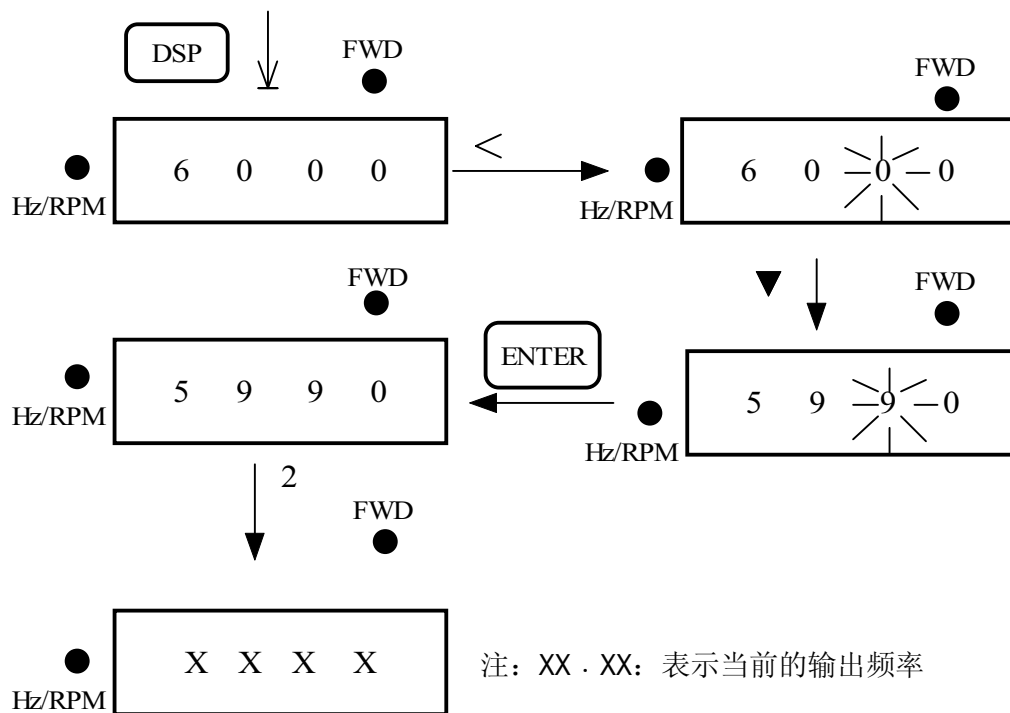 DSP
FWD
6 0 0 0
Hz/RPM
<
FWD
6 0 0 0
Hz/RPM
▼
FWD
5 9 9 0
Hz/RPM
ENTER
FWD
5 9 9 0
Hz/RPM
2
FWD
X X X X
Hz/RPM
注：XX．XX：表示当前的输出频率